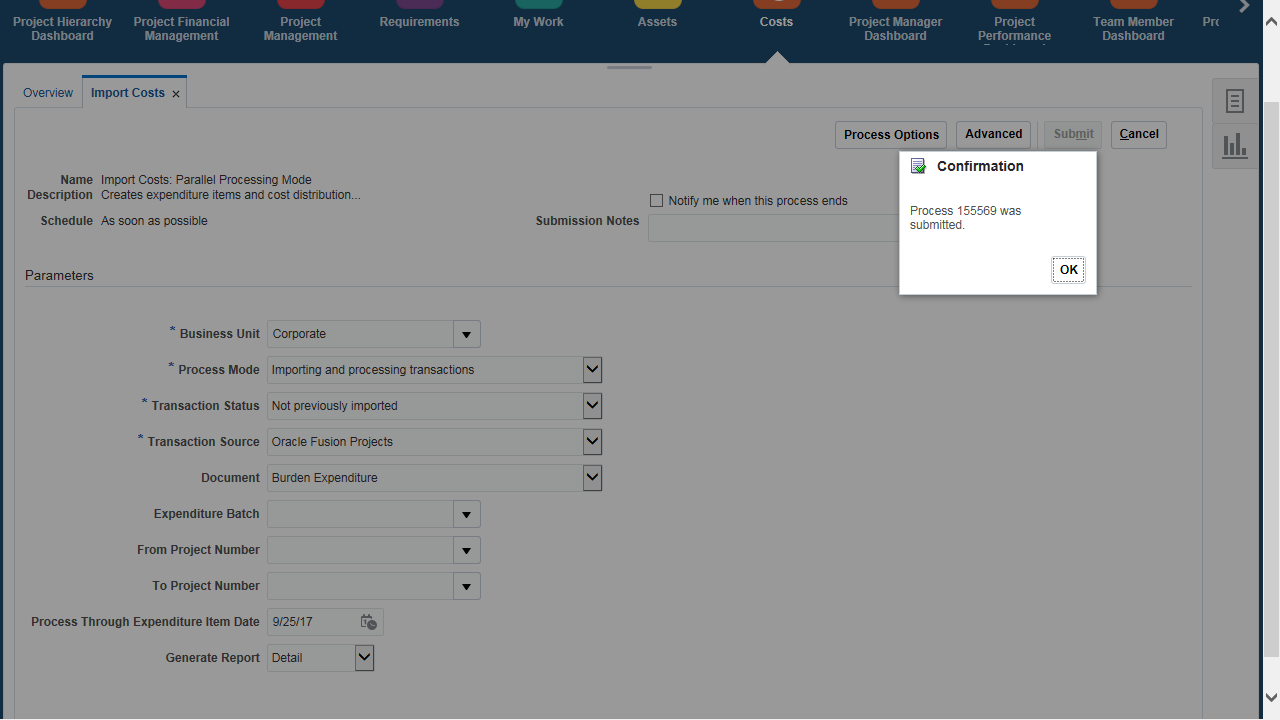 Project Hierarchy Dashboard
Project Financial Management
Project Management
Requirements
My Work
Assets
Costs
Project Manager Dashboard
Project Performance
Team Member Dashboard
Overview
Import Costs
Process Options
Advanced
Submit
Cancel
Confirmation
Process 155569 was
submitted.
OK
Name Import Costs: Parallel Processing Mode
Description Creates expenditure items and cost distribution...
Schedule As soon as possible
Notify me when this process ends
Submission Notes
Parameters
* Business Unit Corporate
* Process Mode Importing and processing transactions
* Transaction Status Not previously imported
* Transaction Source Oracle Fusion Projects
Document Burden Expenditure
Expenditure Batch
From Project Number
To Project Number
Process Through Expenditure Item Date 9/25/17
Generate Report Detail